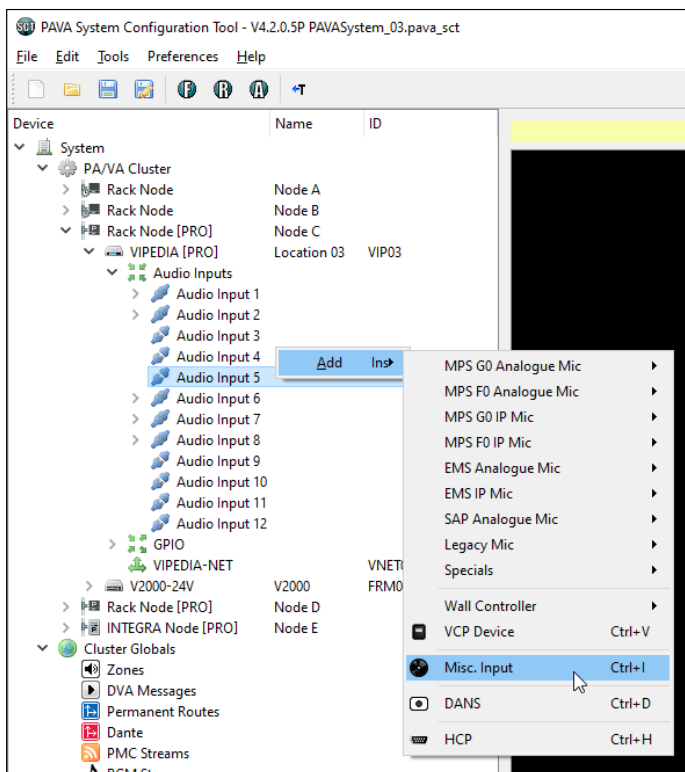 PAVA System Configuration Tool - V4.2.0.5P PAVASystem_03.pava_sct
File Edit Tools Preferences Help
F R A T
Device Name ID
System
PA/VA Cluster
Rack Node Node A
Rack Node Node B
Rack Node [PRO] Node C
VIPEDIA [PRO] Location 03 VIP03
Audio Inputs
Audio Input 1
Audio Input 2
Audio Input 3
Audio Input 4
Audio Input 5
Audio Input 6
Audio Input 7
Audio Input 8
Audio Input 9
Audio Input 10
Audio Input 11
Audio Input 12
GPIO
VIPEDIA-NET
V2000-24V V2000
Rack Node [PRO] Node D
INTEGRA Node [PRO] Node E
Cluster Globals
Zones
DVA Messages
Permanent Routes
Dante
PMC Streams
Add Ins
MPS G0 Analogue Mic
MPS F0 Analogue Mic
MPS G0 IP Mic
MPS F0 IP Mic
EMS Analogue Mic
EMS IP Mic
SAP Analogue Mic
Legacy Mic
Specials
Wall Controller
VCP Device Ctrl+V
Misc. Input Ctrl+I
DANS Ctrl+D
HCP Ctrl+H